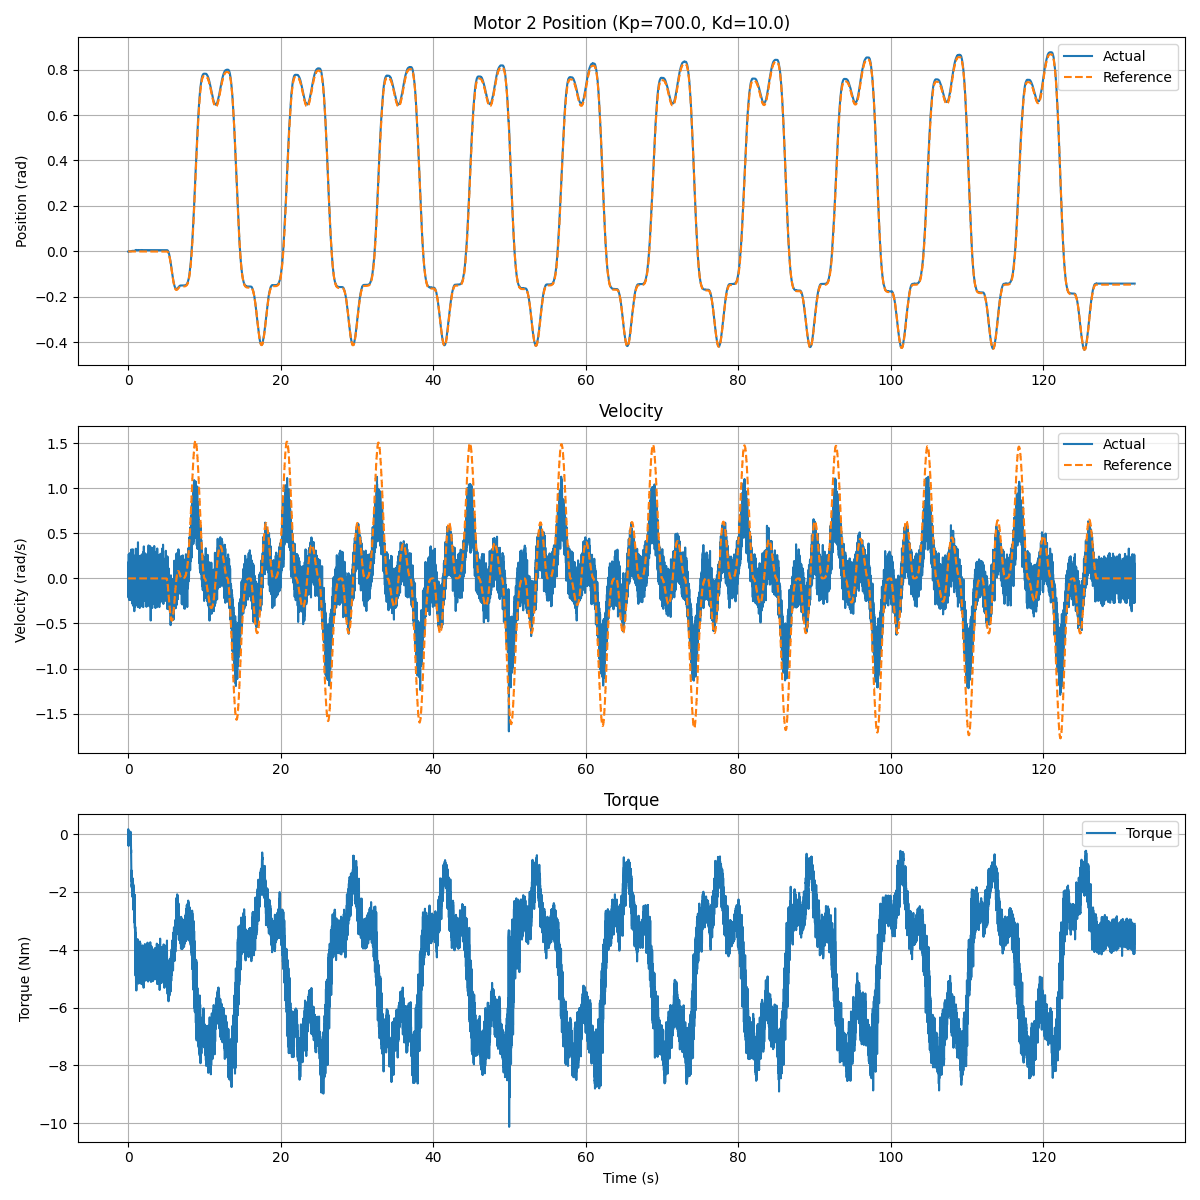 Motor 2 Position (Kp=700.0, Kd=10.0)
Actual
Reference
0.8
0.6
0.4
0.2
0.0
−0.2
−0.4
Position (rad)
0 20 40 60 80 100 120
Velocity
Actual
Reference
1.5
1.0
0.5
0.0
−0.5
−1.0
−1.5
Velocity (rad/s)
0 20 40 60 80 100 120
Torque
Torque
0
−2
−4
−6
−8
−10
Torque (Nm)
0 20 40 60 80 100 120
Time (s)